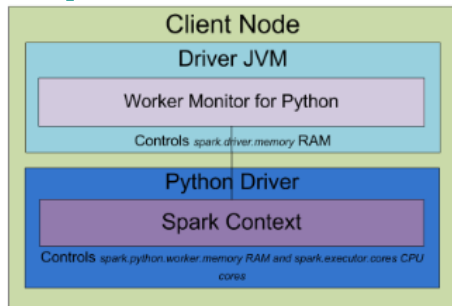 Client Node
Driver JVM
Worker Monitor for Python
Controls spark.driver.memory RAM
Python Driver
Spark Context
Controls spark.python.worker.memory RAM and spark.executor.cores CPU
cores